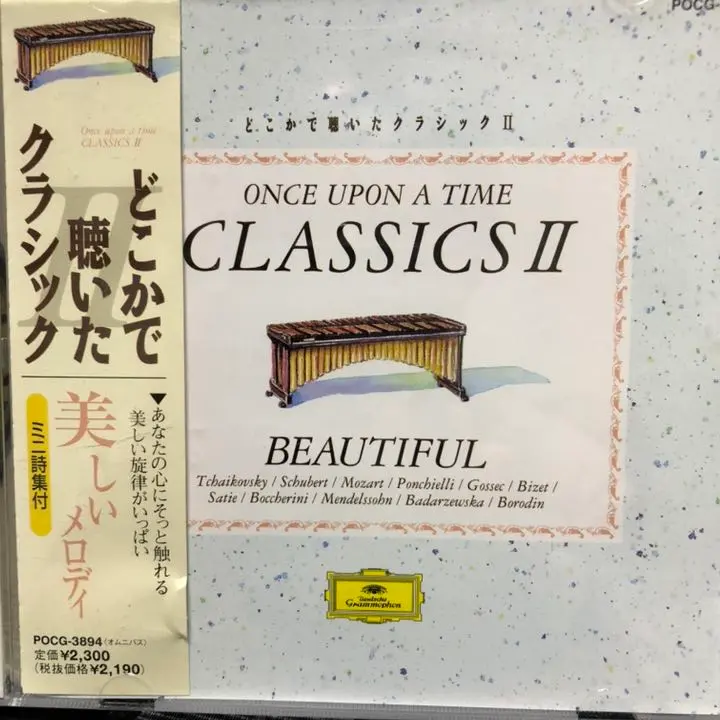 Once upon a time
CLASSICS II
どこかで
聴いた
クラシック
II
▼あなたの心にそっと触れる
美しい旋律がいっぱい
美しいメロディ
ミニ詩集付
POCG-3894〈オムニバス〉
定価¥2,300
(税抜価格¥2,190)
POCG-
どこかで聴いたクラシックⅡ
ONCE UPON A TIME
CLASSICS II
BEAUTIFUL
Tchaikovsky / Schubert / Mozart / Ponchielli / Gossec / Bizet /
Satie / Boccherini / Mendelssohn / Badarzewska / Borodin
Deutsche
Grammophon